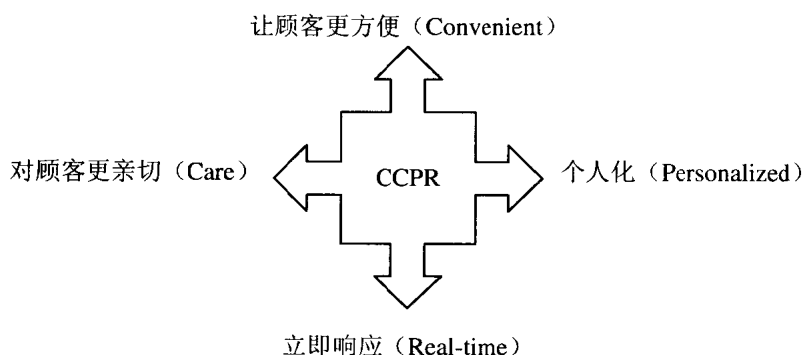 让顾客更方便（Convenient）
对顾客更亲切（Care）
CCPR
个人化（Personalized）
立即响应（Real-time）